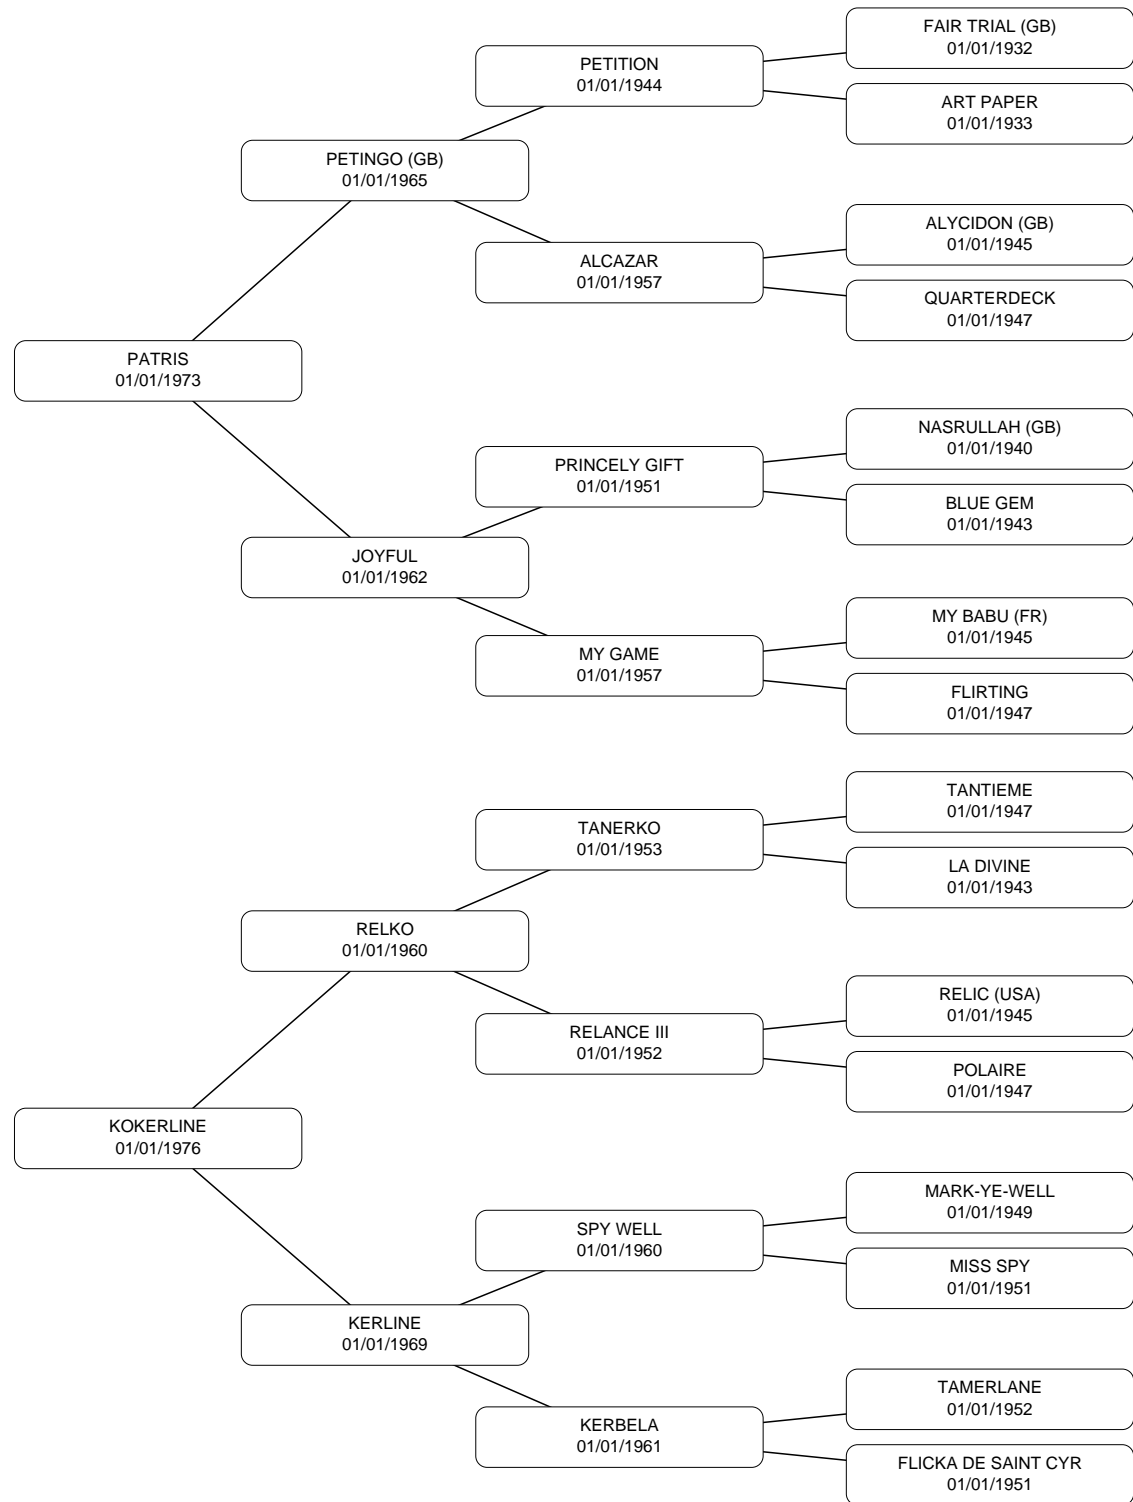 FAIR TRIAL (GB)
01/01/1932
PETITION
01/01/1944
ART PAPER
01/01/1933
PETINGO (GB)
01/01/1965
ALYCIDON (GB)
01/01/1945
ALCAZAR
01/01/1957
QUARTERDECK
01/01/1947
PATRIS
01/01/1973
NASRULLAH (GB)
01/01/1940
PRINCELY GIFT
01/01/1951
BLUE GEM
01/01/1943
JOYFUL
01/01/1962
MY BABU (FR)
01/01/1945
MY GAME
01/01/1957
FLIRTING
01/01/1947
TANTIEME
01/01/1947
TANERKO
01/01/1953
LA DIVINE
01/01/1943
RELKO
01/01/1960
RELIC (USA)
01/01/1945
RELANCE III
01/01/1952
POLAIRE
01/01/1947
KOKERLINE
01/01/1976
MARK-YE-WELL
01/01/1949
SPY WELL
01/01/1960
MISS SPY
01/01/1951
KERLINE
01/01/1969
TAMERLANE
01/01/1952
KERBELA
01/01/1961
FLICKA DE SAINT CYR
01/01/1951